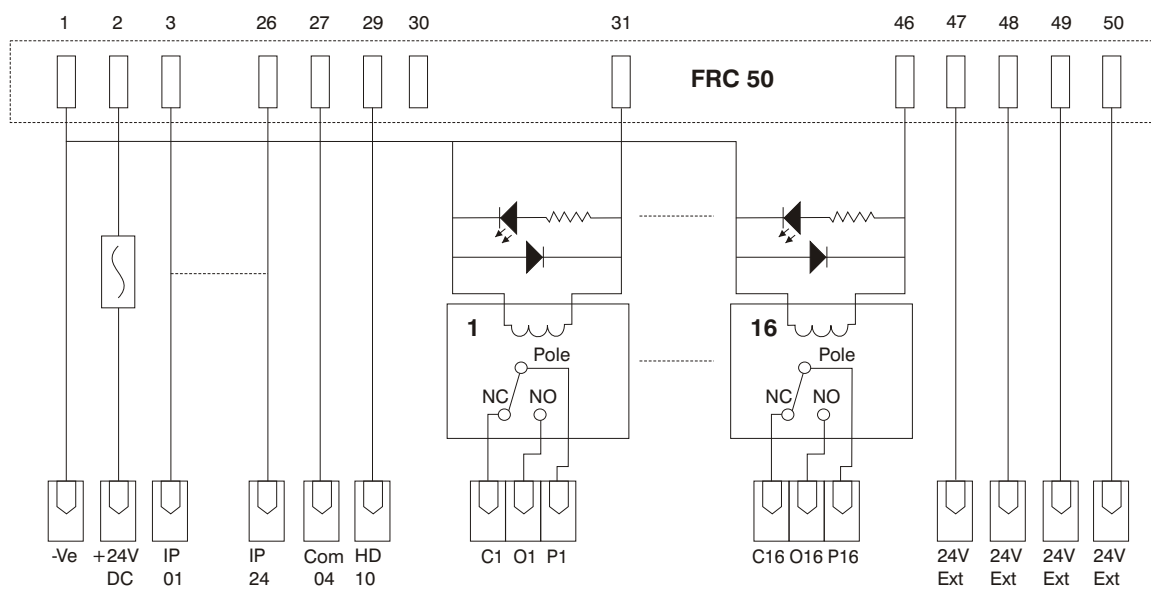 1 2 3 26 27 29 30 31 46 47 48 49 50
FRC 50
1 16
Pole Pole
NC NO NC NO
-Ve +24V IP IP Com HD C1 O1 P1 C16 O16 P16 24V 24V 24V 24V
DC 01 24 04 10 Ext Ext Ext Ext